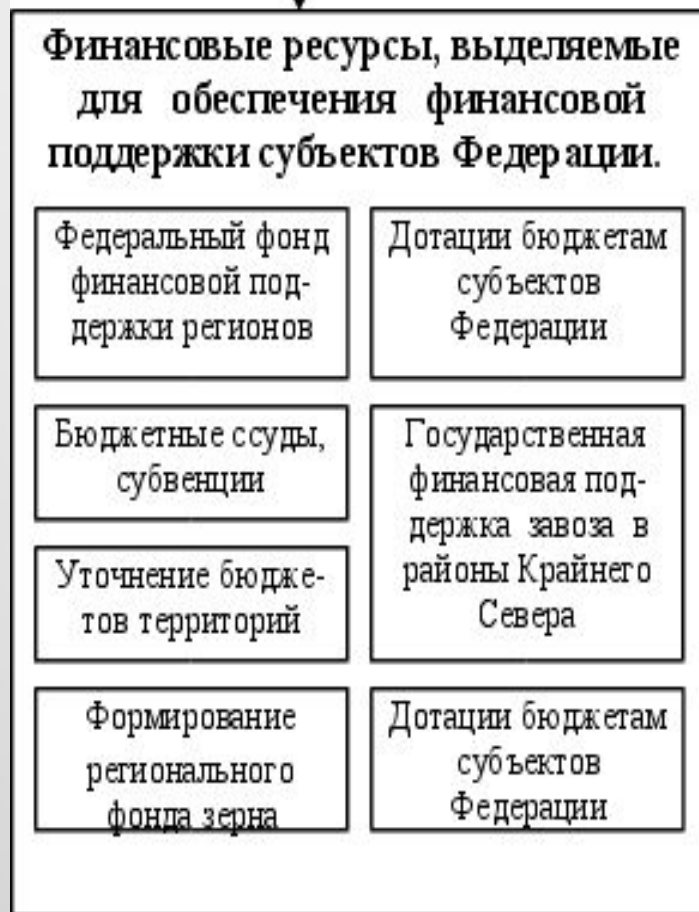 Финансовые ресурсы, выделяемые
для обеспечения финансовой
поддержки субъектов Федерации.
Федеральный фонд
финансовой под-
держки регионов
Дотации бюджетам
субъектов
Федерации
Бюджетные ссуды,
субвенции
Государственная
финансовая под-
держка завоза в
районы Крайнего
Севера
Уточнение бюдже-
тов территорий
Формирование
регионального
фонда зерна
Дотации бюджетам
субъектов
Федерации